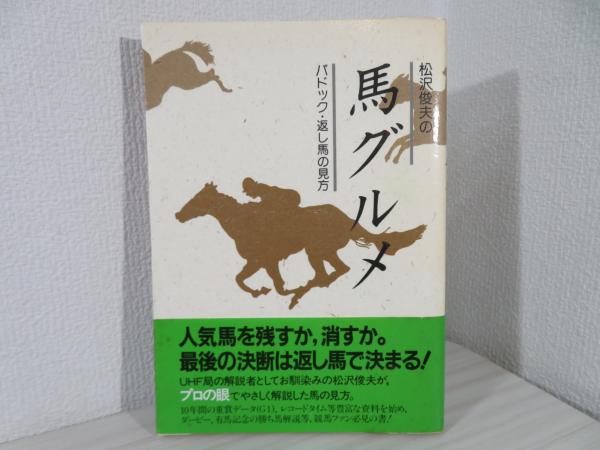 松沢俊夫の
馬グルメ
パドック・返し馬の見方
人気馬を残すか,消すか。
最後の決断は返し馬で決まる!
UHF局の解説者としてお馴染みの松沢俊夫が,
プロの眼でやさしく解説した馬の見方。
10年間の重賞データ(G1),レコードタイム等豊富な資料を始め,
ダービー,有馬記念の勝ち馬解説等,競馬ファン必見の書!